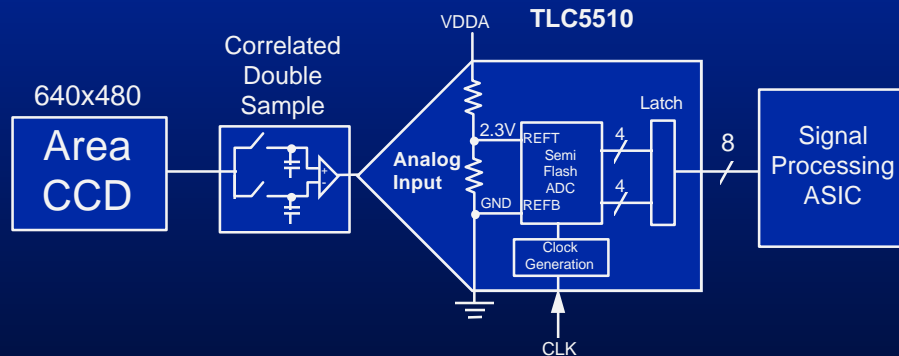 VDDA
TLC5510
Correlated
Double
Sample
640x480
Area
CCD
+
-
Analog
Input
2.3V
REFT
GND
REFB
Semi
Flash
ADC
Clock
Generation
4
4
Latch
8
Signal
Processing
ASIC
CLK